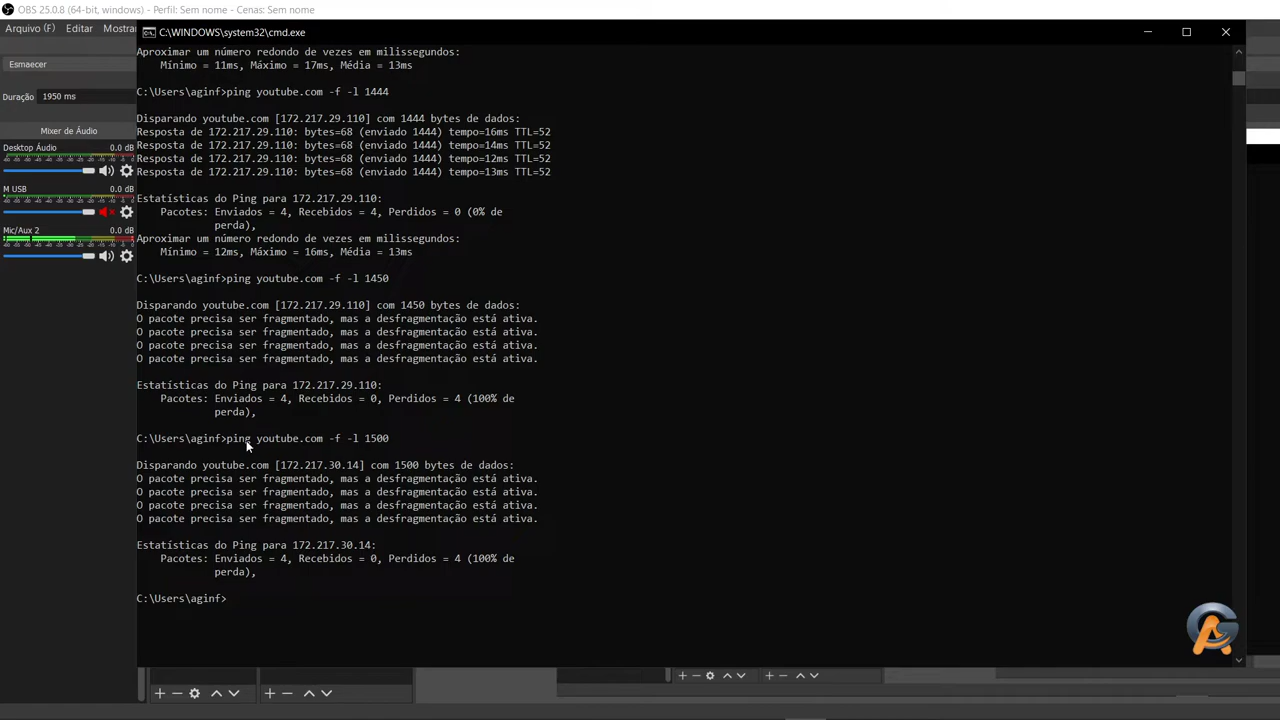 OBS 25.0.8 (64-bit, windows) - Perfil: Sem nome - Cenas: Sem nome
Arquivo (F) Editar Mostrar
C:\WINDOWS\system32\cmd.exe
Esmaecer
Duração 1950 ms
Mixer de Áudio
Desktop Áudio 0.0 dB
M USB 0.0 dB
Mic/Aux 2 0.0 dB
Aproximar um número redondo de vezes em milissegundos:
Mínimo = 11ms, Máximo = 17ms, Média = 13ms
C:\Users\aginf>ping youtube.com -f -l 1444
Disparando youtube.com [172.217.29.110] com 1444 bytes de dados:
Resposta de 172.217.29.110: bytes=68 (enviado 1444) tempo=16ms TTL=52
Resposta de 172.217.29.110: bytes=68 (enviado 1444) tempo=14ms TTL=52
Resposta de 172.217.29.110: bytes=68 (enviado 1444) tempo=12ms TTL=52
Resposta de 172.217.29.110: bytes=68 (enviado 1444) tempo=13ms TTL=52
Estatísticas do Ping para 172.217.29.110:
Pacotes: Enviados = 4, Recebidos = 4, Perdidos = 0 (0% de
perda),
Aproximar um número redondo de vezes em milissegundos:
Mínimo = 12ms, Máximo = 16ms, Média = 13ms
C:\Users\aginf>ping youtube.com -f -l 1450
Disparando youtube.com [172.217.29.110] com 1450 bytes de dados:
O pacote precisa ser fragmentado, mas a desfragmentação está ativa.
O pacote precisa ser fragmentado, mas a desfragmentação está ativa.
O pacote precisa ser fragmentado, mas a desfragmentação está ativa.
O pacote precisa ser fragmentado, mas a desfragmentação está ativa.
Estatísticas do Ping para 172.217.29.110:
Pacotes: Enviados = 4, Recebidos = 0, Perdidos = 4 (100% de
perda),
C:\Users\aginf>ping youtube.com -f -l 1500
Disparando youtube.com [172.217.30.14] com 1500 bytes de dados:
O pacote precisa ser fragmentado, mas a desfragmentação está ativa.
O pacote precisa ser fragmentado, mas a desfragmentação está ativa.
O pacote precisa ser fragmentado, mas a desfragmentação está ativa.
O pacote precisa ser fragmentado, mas a desfragmentação está ativa.
Estatísticas do Ping para 172.217.30.14:
Pacotes: Enviados = 4, Recebidos = 0, Perdidos = 4 (100% de
perda),
C:\Users\aginf>